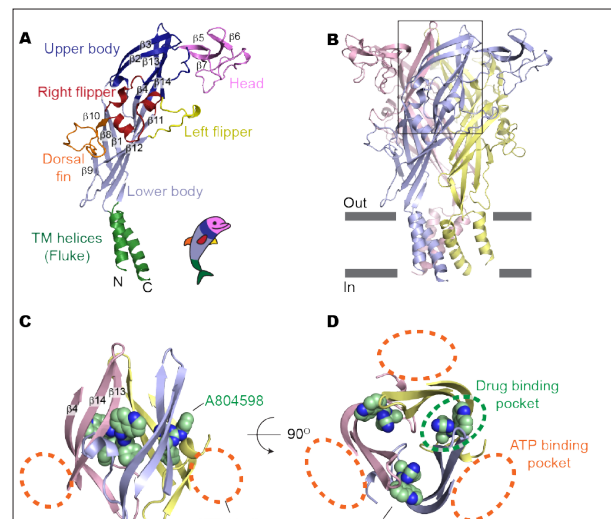 A
Upper body
β3
β2
β13
β5
β6
β7
β14
Head
Right flipper
β4
β10
β11
Left flipper
β8
β1
β12
Dorsal
fin
β9
Lower body
TM helices
(Fluke)
N
C
B
Out
In
C
β13
β14
β4
A804598
90°
D
Drug binding
pocket
ATP binding
pocket